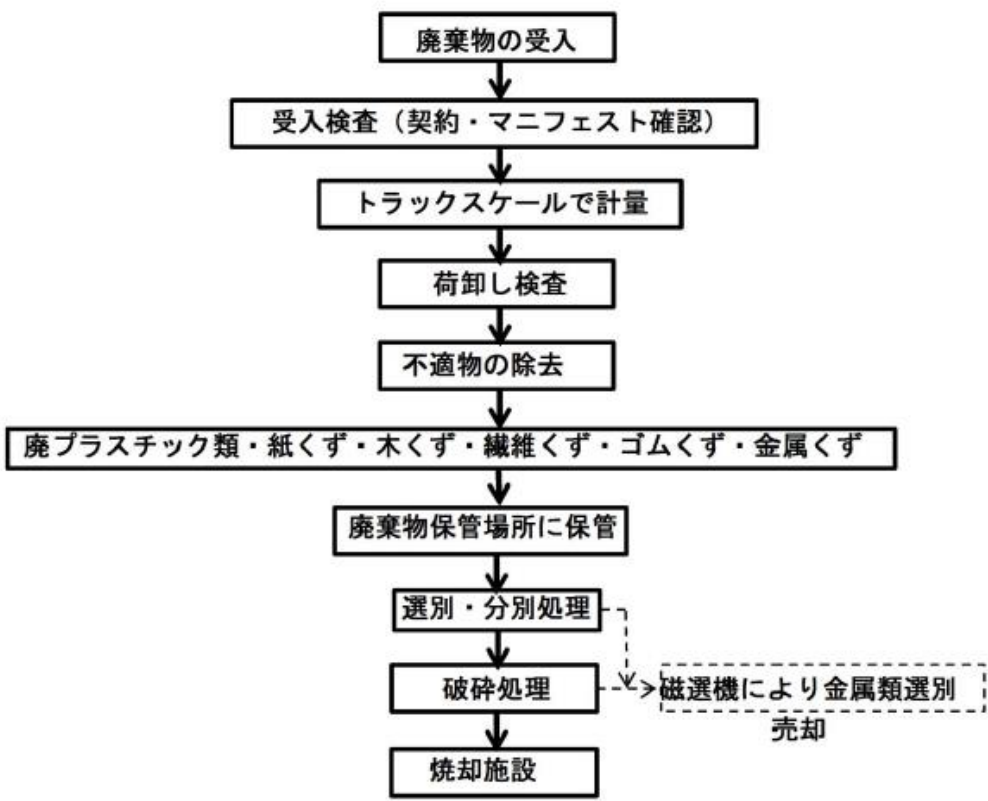 廃棄物の受入
受入検査（契約・マニフェスト確認）
トラックスケールで計量
荷卸し検査
不適物の除去
廃プラスチック類・紙くず・木くず・繊維くず・ゴムくず・金属くず
廃棄物保管場所に保管
選別・分別処理
破砕処理
磁選機により金属類選別
売却
焼却施設